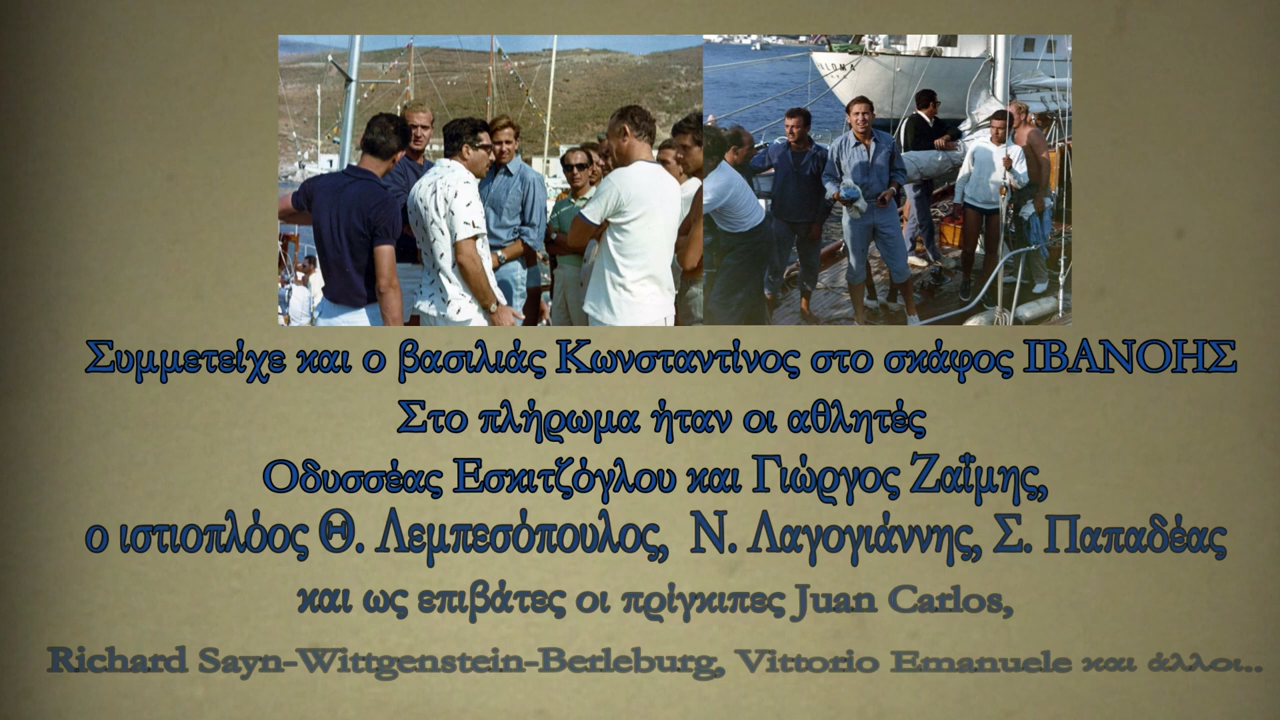 ΛΟΜΑ
Συμμετείχε και ο βασιλιάς Κωνσταντίνος στο σκάφος ΙΒΑΝΟΗΣ
Στο πλήρωμα ήταν οι αθλητές
Οδυσσέας Εσκιτζόγλου και Γιώργος Ζαΐμης,
ο ιστιοπλόος Θ. Λεμπεσόπουλος, Ν. Λαγογιάννης, Σ. Παπαδέας
και ως επιβάτες οι πρίγκιπες Juan Carlos,
Richard Sayn-Wittgenstein-Berleburg, Vittorio Emanuele και άλλοι..